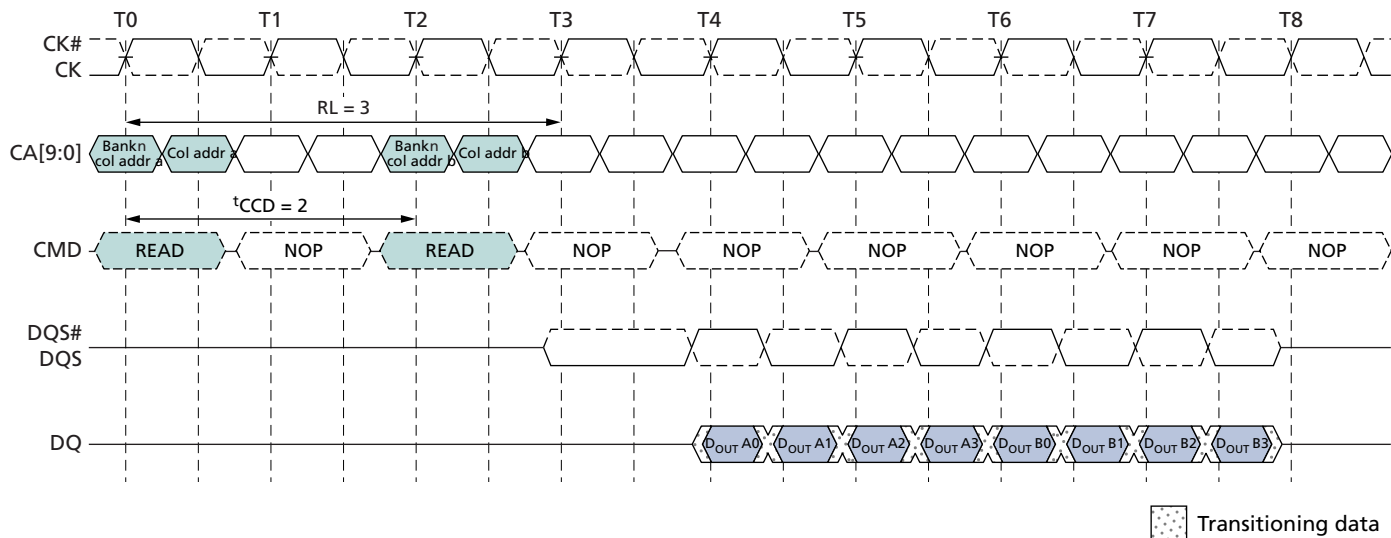 T0 T1 T2 T3 T4 T5 T6 T7 T8
CK#
CK
RL = 3
CA[9:0]
Bankn col addr a
Col addr a
Bankn col addr b
Col addr b
tCCD = 2
CMD READ NOP READ NOP NOP NOP NOP NOP NOP
DQS#
DQS
DQ DOUT A0 DOUT A1 DOUT A2 DOUT A3 DOUT B0 DOUT B1 DOUT B2 DOUT B3
Transitioning data